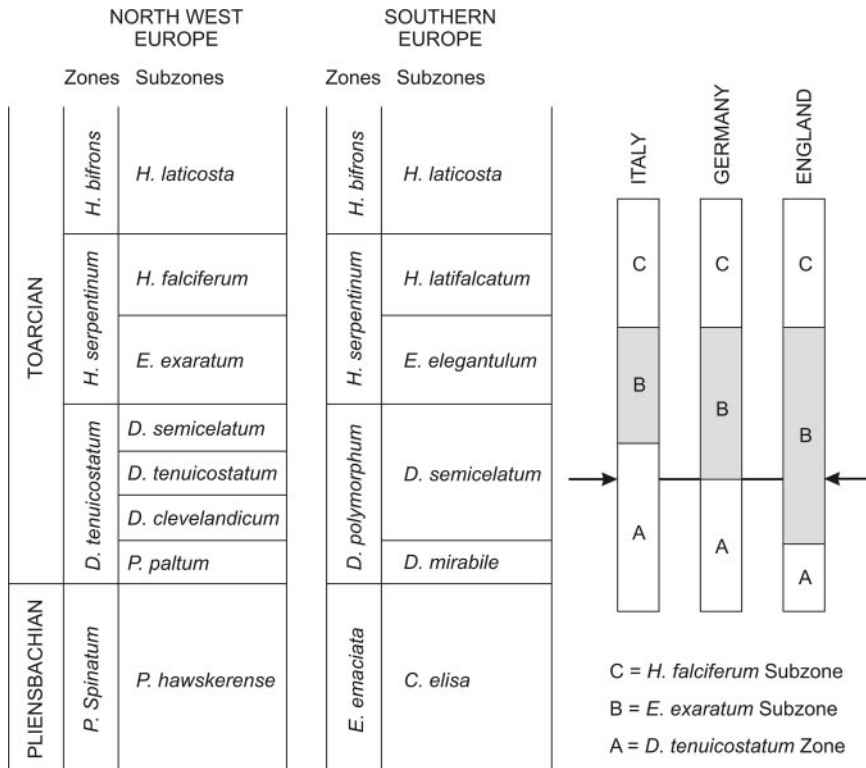 NORTH WEST
EUROPE
Zones Subzones
TOARCIAN
PLIENSBACHIAN
H. bifrons
H. laticosta
H. serpentinum
H. falciferum
E. exaratum
D. tenuicostatum
D. semicelatum
D. tenuicostatum
D. clevelandicum
P. paltum
P. Spinatum
P. hawskerense
SOUTHERN
EUROPE
Zones Subzones
H. bifrons
H. laticosta
H. serpentinum
H. latifalcatum
E. elegantulum
D. polymorphum
D. semicelatum
D. mirabile
E. emaciata
C. elisa
ITALY
C
B
A
GERMANY
C
B
A
ENGLAND
C
B
A
C = H. falciferum Subzone
B = E. exaratum Subzone
A = D. tenuicostatum Zone